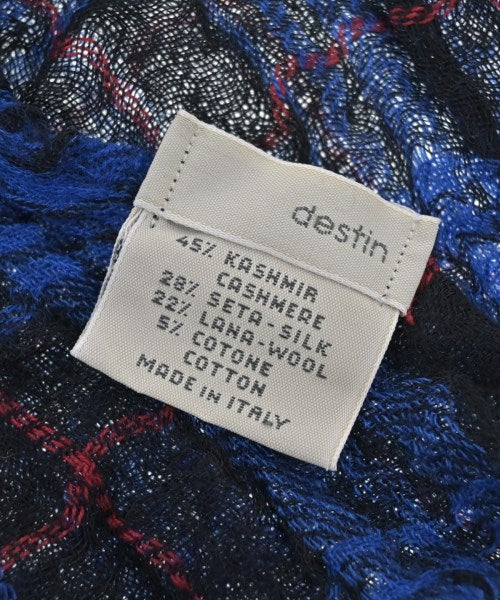 destin
45% KASHMIR
CASHMERE
28% SETA-SILK
22% LANA-WOOL
5% COTONE
COTTON
MADE IN ITALY